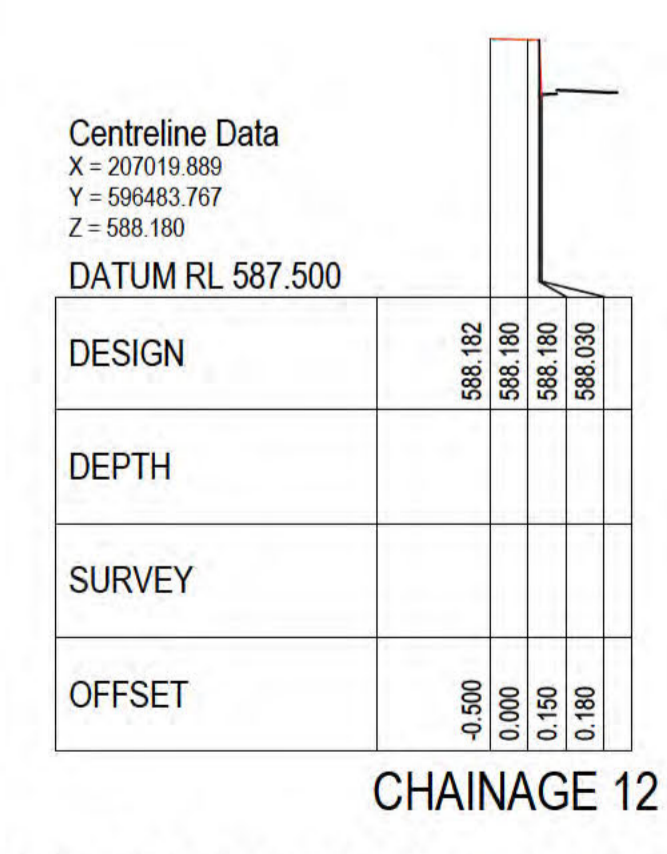 Centreline Data
X = 207019.889
Y = 596483.767
Z = 588.180
DATUM RL 587.500
DESIGN 588.182 588.180 588.180 588.030
DEPTH
SURVEY
OFFSET -0.500 0.000 0.150 0.180
CHAINAGE 12